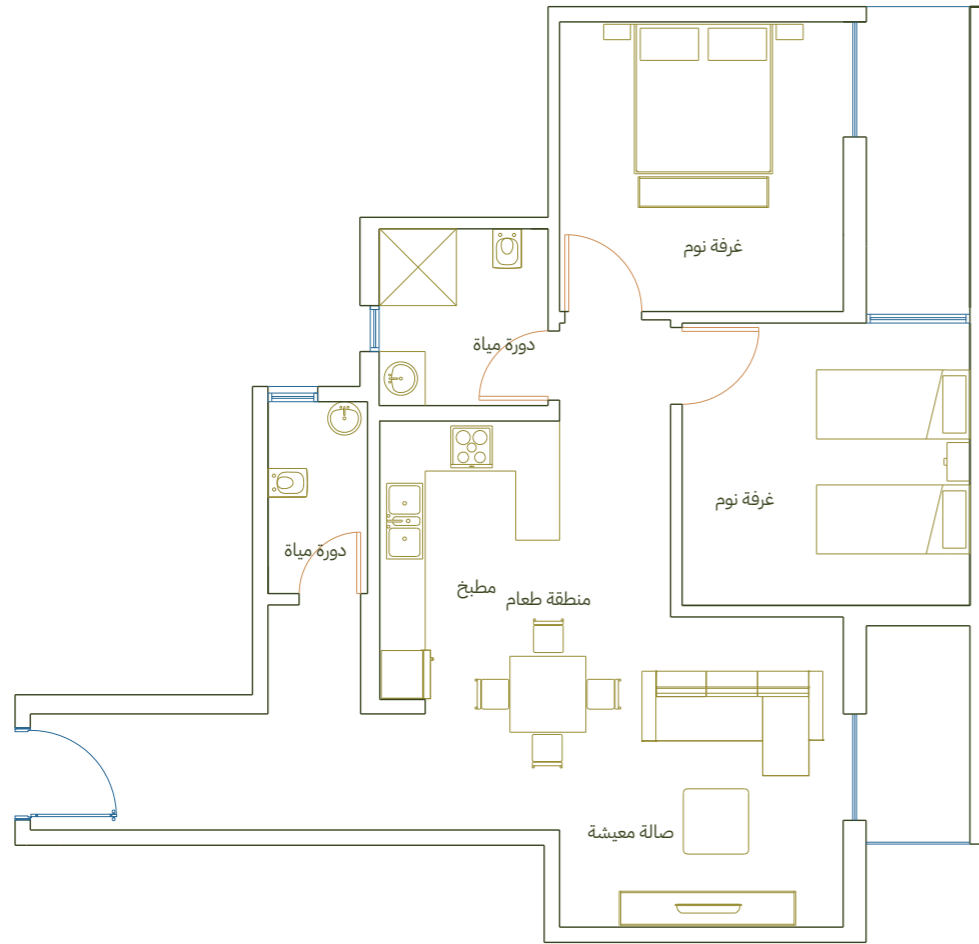 غرفة نوم
دورة مياة
غرفة نوم
دورة مياة
مطبخ
منطقة طعام
صالة معيشة